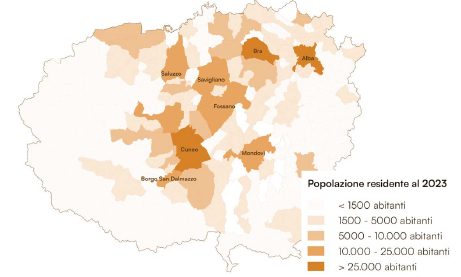 Bra
Alba
Saluzzo
Savigliano
Fossano
Cuneo
Mondovì
Borgo San Dalmazzo
Popolazione residente al 2023
< 1500 abitanti
1500 - 5000 abitanti
5000 - 10.000 abitanti
10.000 - 25.000 abitanti
> 25.000 abitanti